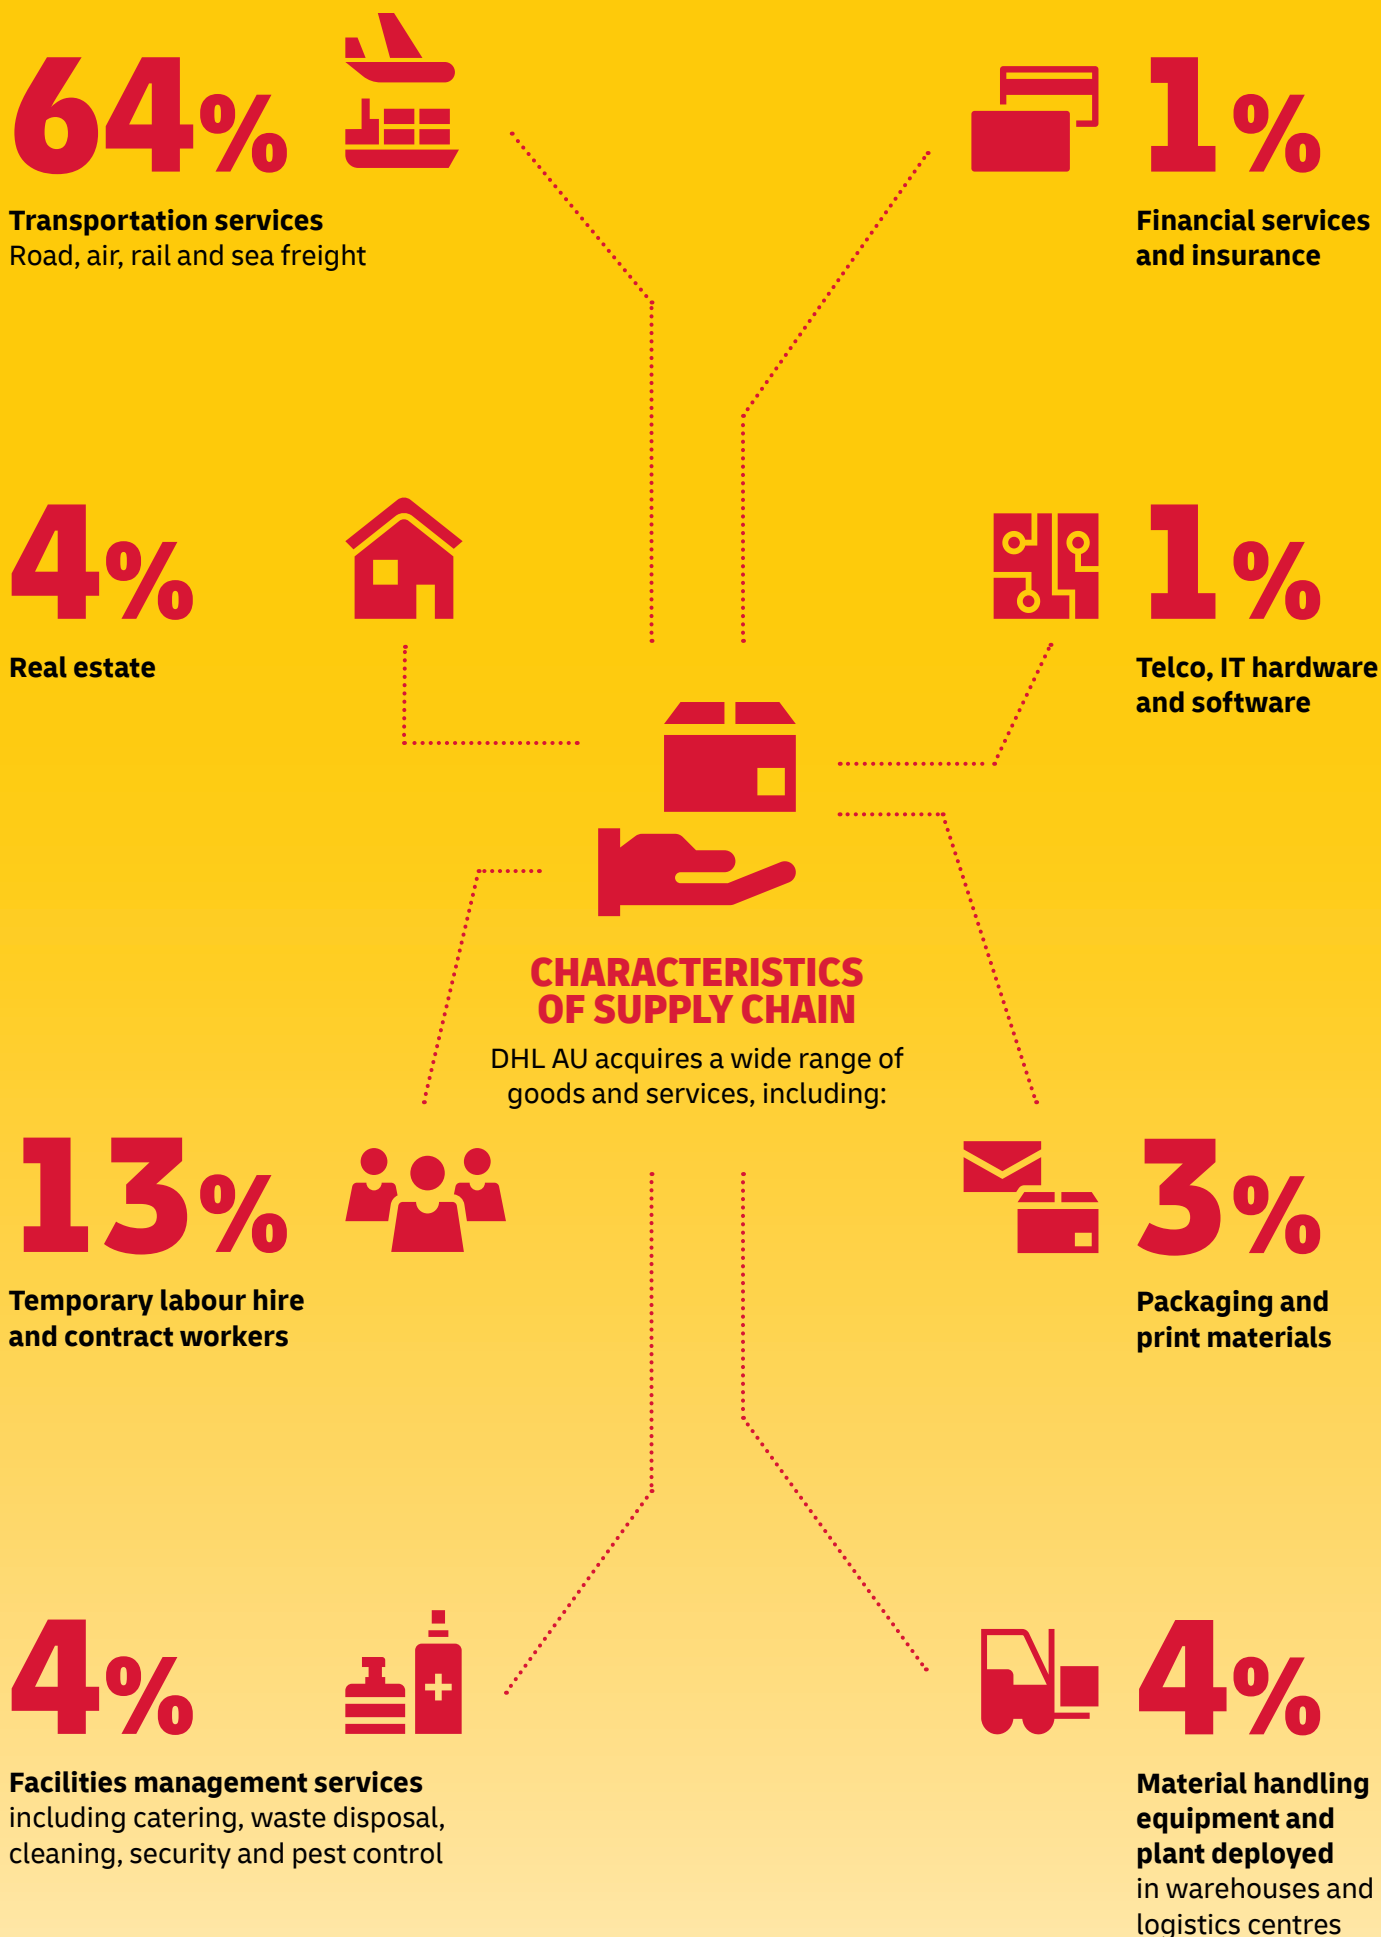 64%
Transportation services
Road, air, rail and sea freight
1%
Financial services
and insurance
4%
Real estate
1%
Telco, IT hardware
and software
CHARACTERISTICS
OF SUPPLY CHAIN
DHL AU acquires a wide range of
goods and services, including:
13%
Temporary labour hire
and contract workers
3%
Packaging and
print materials
4%
Facilities management services
including catering, waste disposal,
cleaning, security and pest control
4%
Material handling
equipment and
plant deployed
in warehouses and
logistics centres